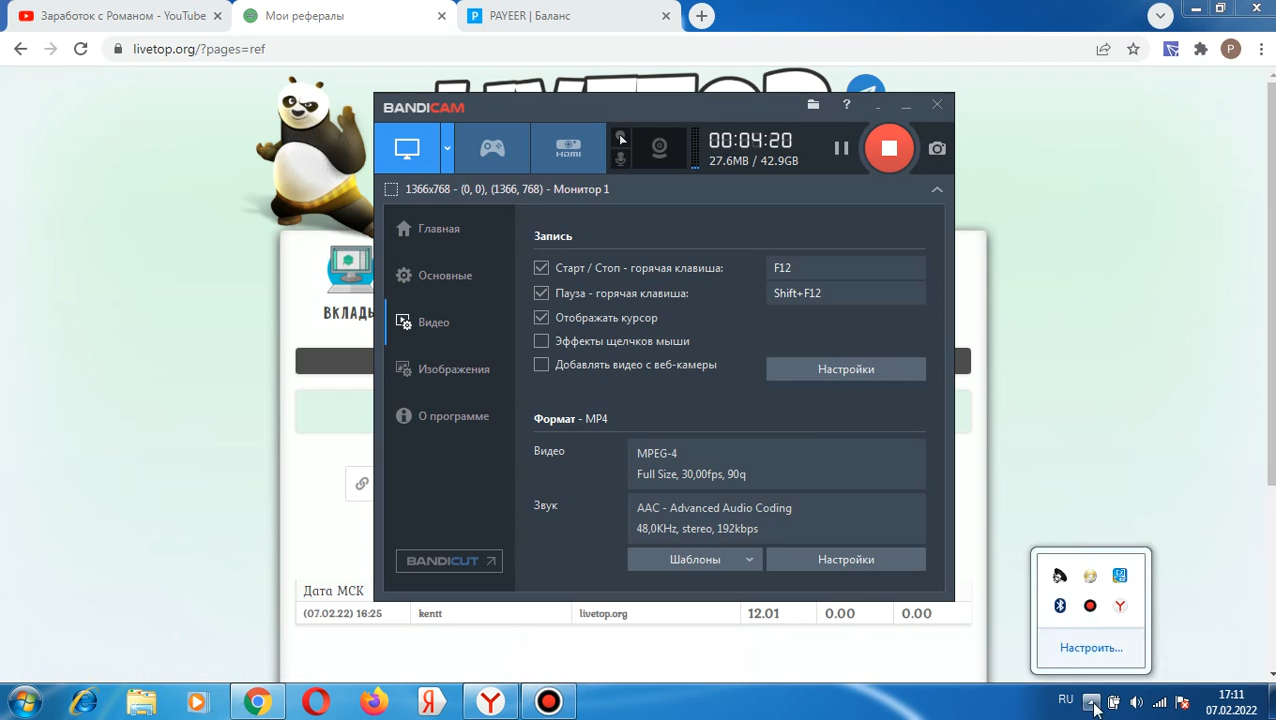 Заработок с Романом - YouTube
Мои рефералы
PAYEER | Баланс
livetop.org/?pages=ref
P
BANDICAM
?
HDMI
00:04:20
27.6MB / 42.9GB
1366x768 - (0, 0), (1366, 768) - Монитор 1
Главная
Основные
Видео
Изображения
О программе
BANDICUT
Запись
Старт / Стоп - горячая клавиша:
F12
Пауза - горячая клавиша:
Shift+F12
Отображать курсор
Эффекты щелчков мыши
Добавлять видео с веб-камеры
Настройки
Формат - MP4
Видео
MPEG-4
Full Size, 30,00fps, 90q
Звук
AAC - Advanced Audio Coding
48,0KHz, stereo, 192kbps
Шаблоны
Настройки
Дата МСК
(07.02.22) 16:25 kentt livetop.org 12.01 0.00 0.00
Настроить...
RU
17:11
07.02.2022